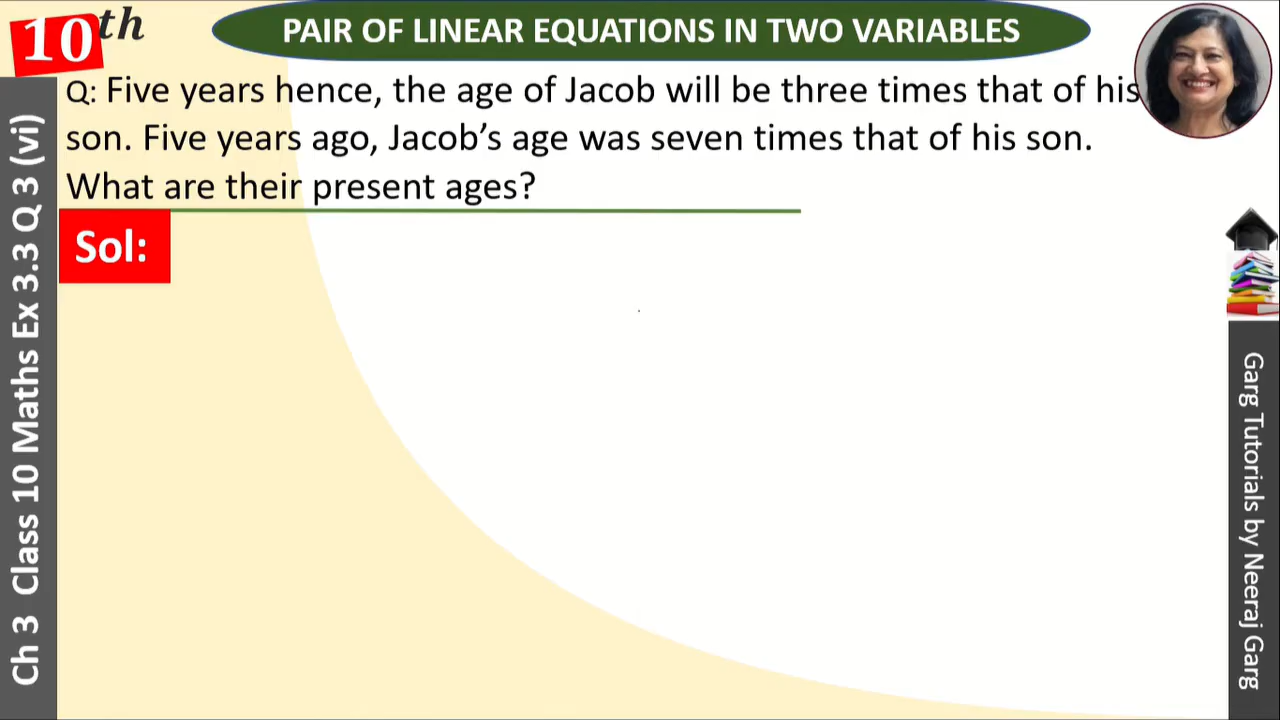 10th
PAIR OF LINEAR EQUATIONS IN TWO VARIABLES
Q: Five years hence, the age of Jacob will be three times that of his
son. Five years ago, Jacob’s age was seven times that of his son.
What are their present ages?
Sol:
Ch 3 Class 10 Maths Ex 3.3 Q 3 (vi)
Garg Tutorials by Neeraj Garg